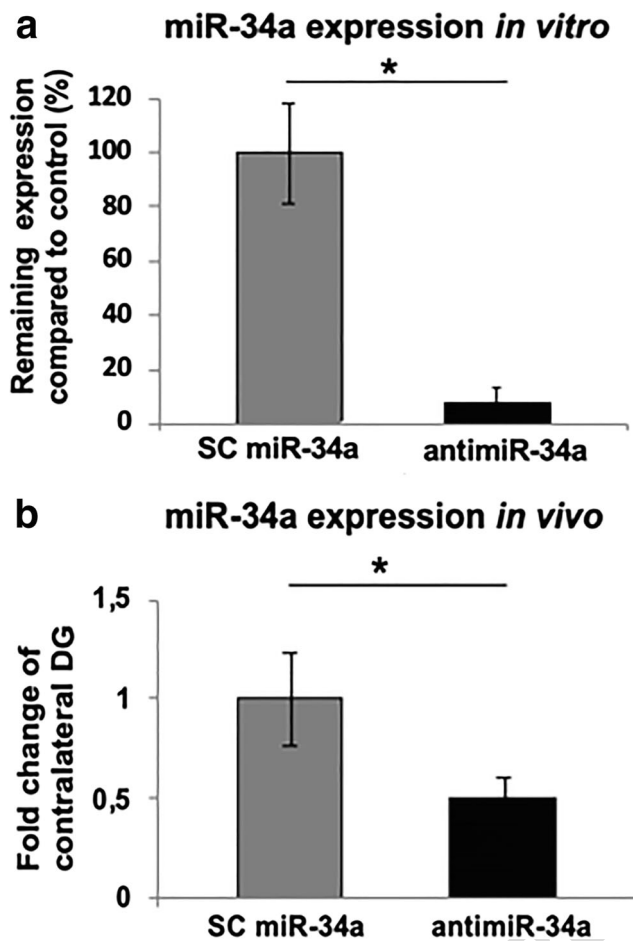 a
miR-34a expression in vitro
Remaining expression
compared to control (%)
*
120
100
80
60
40
20
0
SC miR-34a antimiR-34a
b
miR-34a expression in vivo
Fold change of
contralateral DG
*
1,5
1
0,5
0
SC miR-34a antimiR-34a